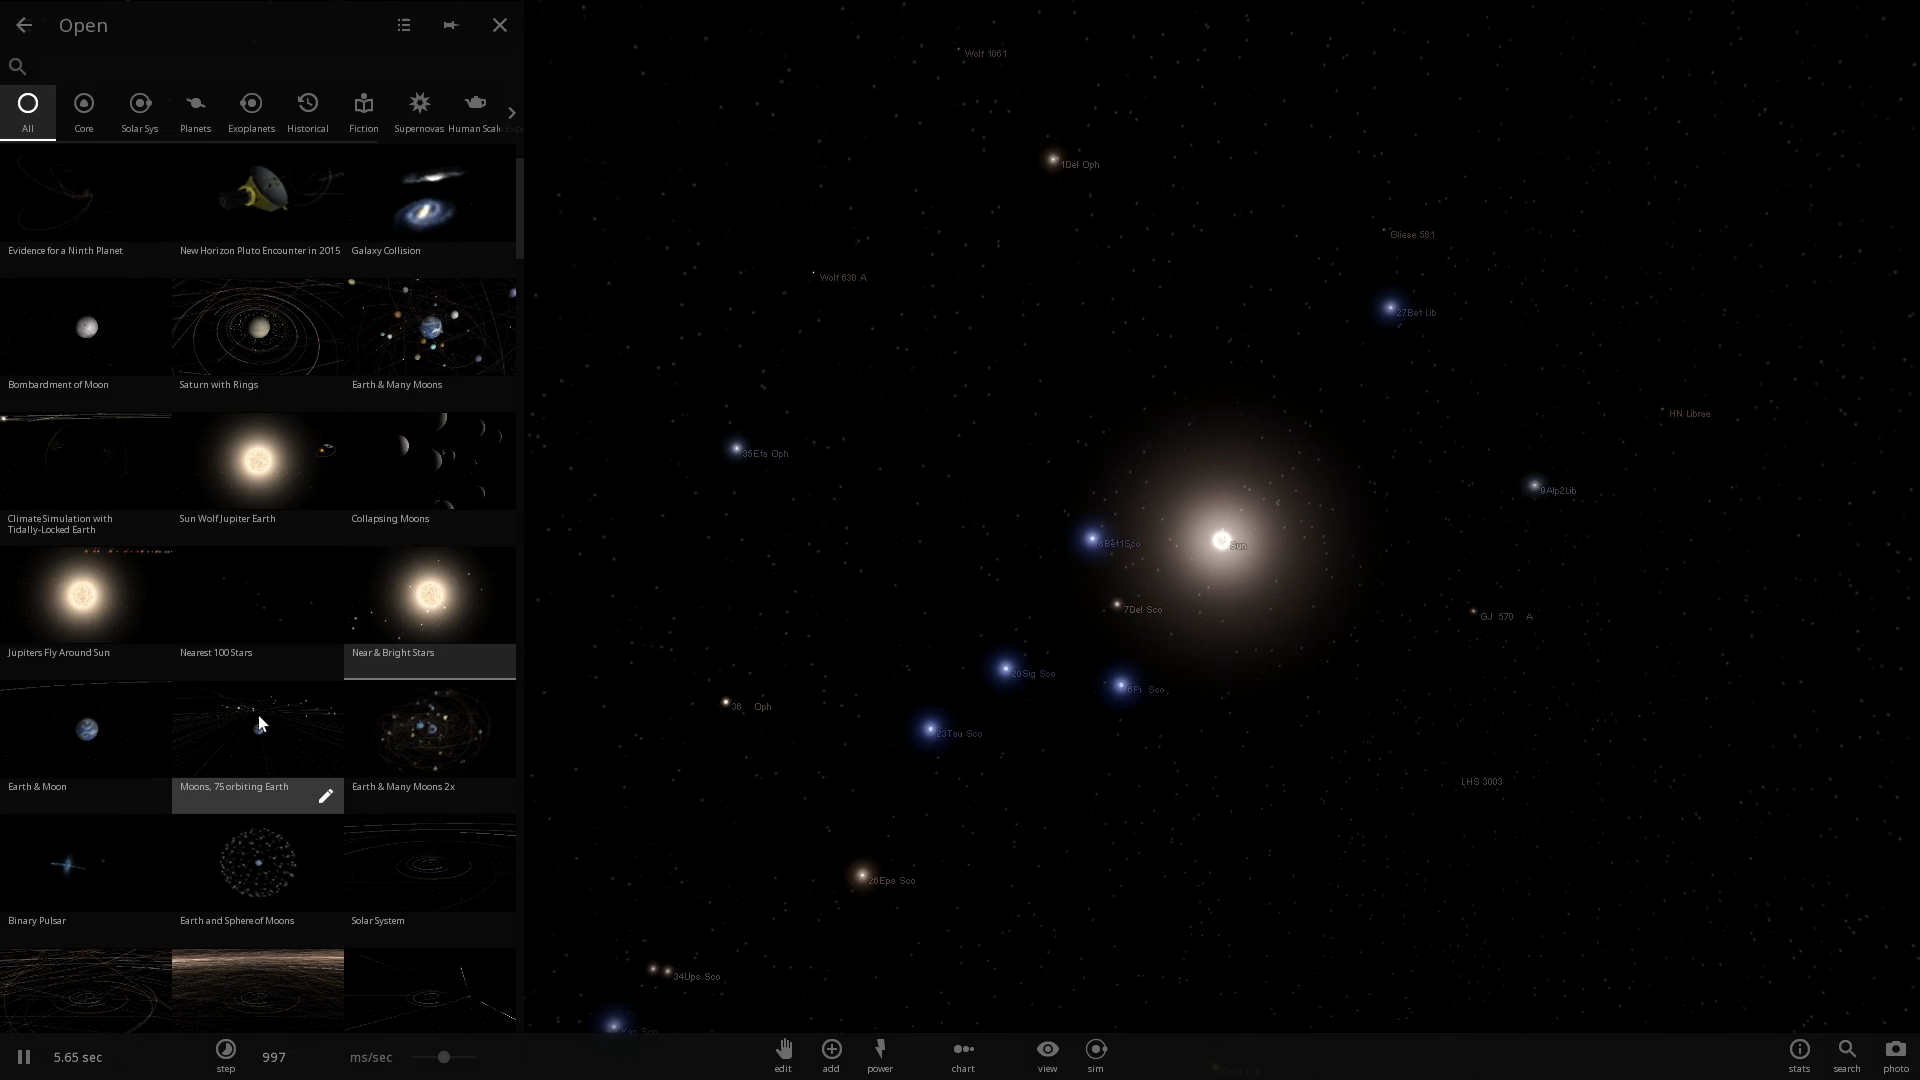 Open
All
Core
Solar Sys
Planets
Exoplanets
Historical
Fiction
Supernovas
Human Scale
Evidence for a Ninth Planet
New Horizon Pluto Encounter in 2015
Galaxy Collision
Bombardment of Moon
Saturn with Rings
Earth & Many Moons
Climate Simulation with
Tidally-Locked Earth
Sun Wolf Jupiter Earth
Collapsing Moons
Jupiters Fly Around Sun
Nearest 100 Stars
Near & Bright Stars
Earth & Moon
Moons, 75 orbiting Earth
Earth & Many Moons 2x
Binary Pulsar
Earth and Sphere of Moons
Solar System
Wolf 1061
1Del Oph
Gliese 581
Wolf 630 A
27Bet Lib
HN Librae
35Eta Oph
9Alp2Lib
8Bet1Sco
Sun
7Del Sco
GJ 570 A
20Sig Sco
6Pi Sco
36 Oph
23Tau Sco
LHS 3003
26Eps Sco
34Ups Sco
Kap Sco
5.65 sec
step
997
ms/sec
edit
add
power
chart
view
sim
stats
search
photo